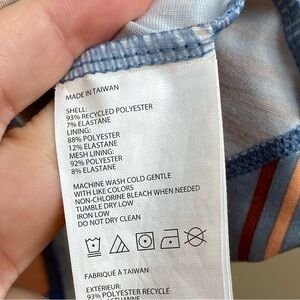 MADE IN TAIWAN
SHELL:
93% RECYCLED POLYESTER
7% ELASTANE
LINING:
88% POLYESTER
12% ELASTANE
MESH LINING:
92% POLYESTER
8% ELASTANE
MACHINE WASH COLD GENTLE
WITH LIKE COLORS
NON-CHLORINE BLEACH WHEN NEEDED
TUMBLE DRY LOW
IRON LOW
DO NOT DRY CLEAN
FABRIQUÉ À TAIWAN
EXTÉRIEUR:
93% POLYESTER RECYCLÉ